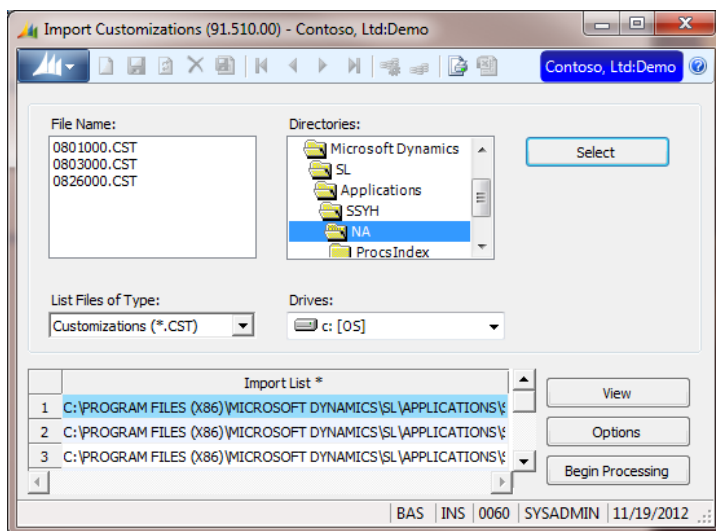 Import Customizations (91.510.00) - Contoso, Ltd:Demo
Contoso, Ltd:Demo
File Name:
0801000.CST
0803000.CST
0826000.CST
Directories:
Microsoft Dynamics
SL
Applications
SSYH
NA
ProcsIndex
Select
List Files of Type:
Customizations (*.CST)
Drives:
c: [OS]
Import List *
1 C:\PROGRAM FILES (X86)\MICROSOFT DYNAMICS\SL\APPLICATIONS\
2 C:\PROGRAM FILES (X86)\MICROSOFT DYNAMICS\SL\APPLICATIONS\
3 C:\PROGRAM FILES (X86)\MICROSOFT DYNAMICS\SL\APPLICATIONS\
View
Options
Begin Processing
BAS INS 0060 SYSADMIN 11/19/2012